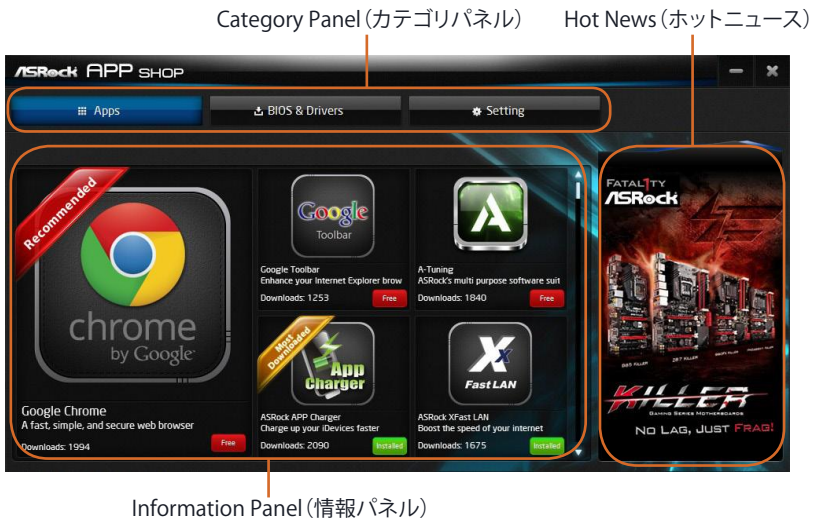 Category Panel（カテゴリパネル）
Hot News（ホットニュース）
ASRock APP SHOP
Apps
BIOS & Drivers
Setting
Recommended
chrome
by Google
Google Chrome
A fast, simple, and secure web browser
Downloads: 1994
Free
Google
Toolbar
Google Toolbar
Enhance your Internet Explorer brow
Downloads: 1253
Free
A-Tuning
ASRock's multi purpose software suit
Downloads: 1840
Free
Most
Downloaded
App
Charger
ASRock APP Charger
Charge up your iDevices faster
Downloads: 2090
Installed
X
Fast LAN
ASRock XFast LAN
Boost the speed of your internet
Downloads: 1675
Installed
FATAL1TY
ASRock
B85 KILLER
Z87 KILLER
KILLER
GAMING SERIES MOTHERBOARDS
NO LAG, JUST FRAG!
Information Panel（情報パネル）